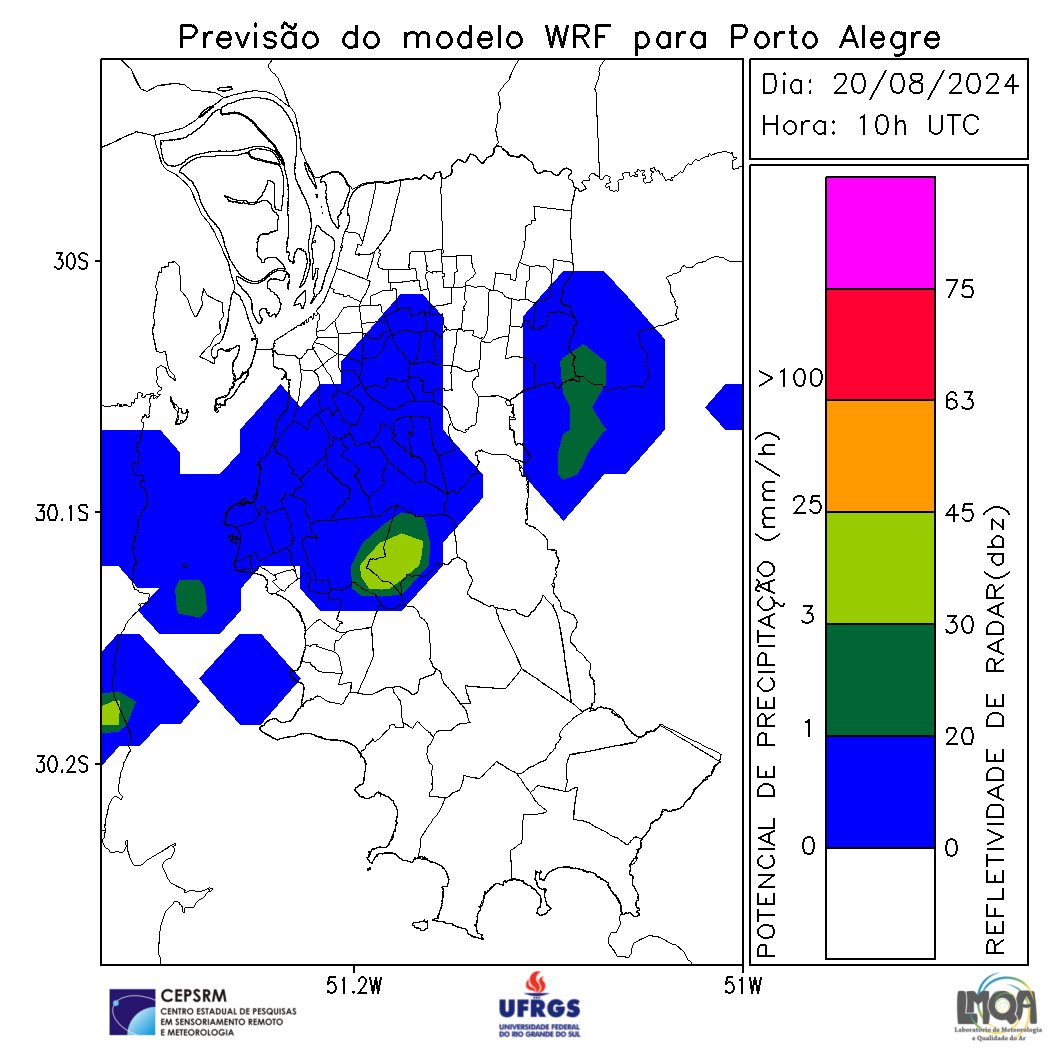 Previsão do modelo WRF para Porto Alegre
Dia: 20/08/2024
Hora: 10h UTC
30S
30.1S
30.2S
51.2W
51W
POTENCIAL DE PRECIPITAÇÃO (mm/h)
>100
25
3
1
0
75
63
45
30
20
0
REFLETIVIDADE DE RADAR(dbz)
CEPSRM
CENTRO ESTADUAL DE PESQUISAS
EM SENSORIAMENTO REMOTO
E METEOROLOGIA
UFRGS
UNIVERSIDADE FEDERAL
DO RIO GRANDE DO SUL
LMQA
Laboratório de Meteorologia
e Qualidade do Ar